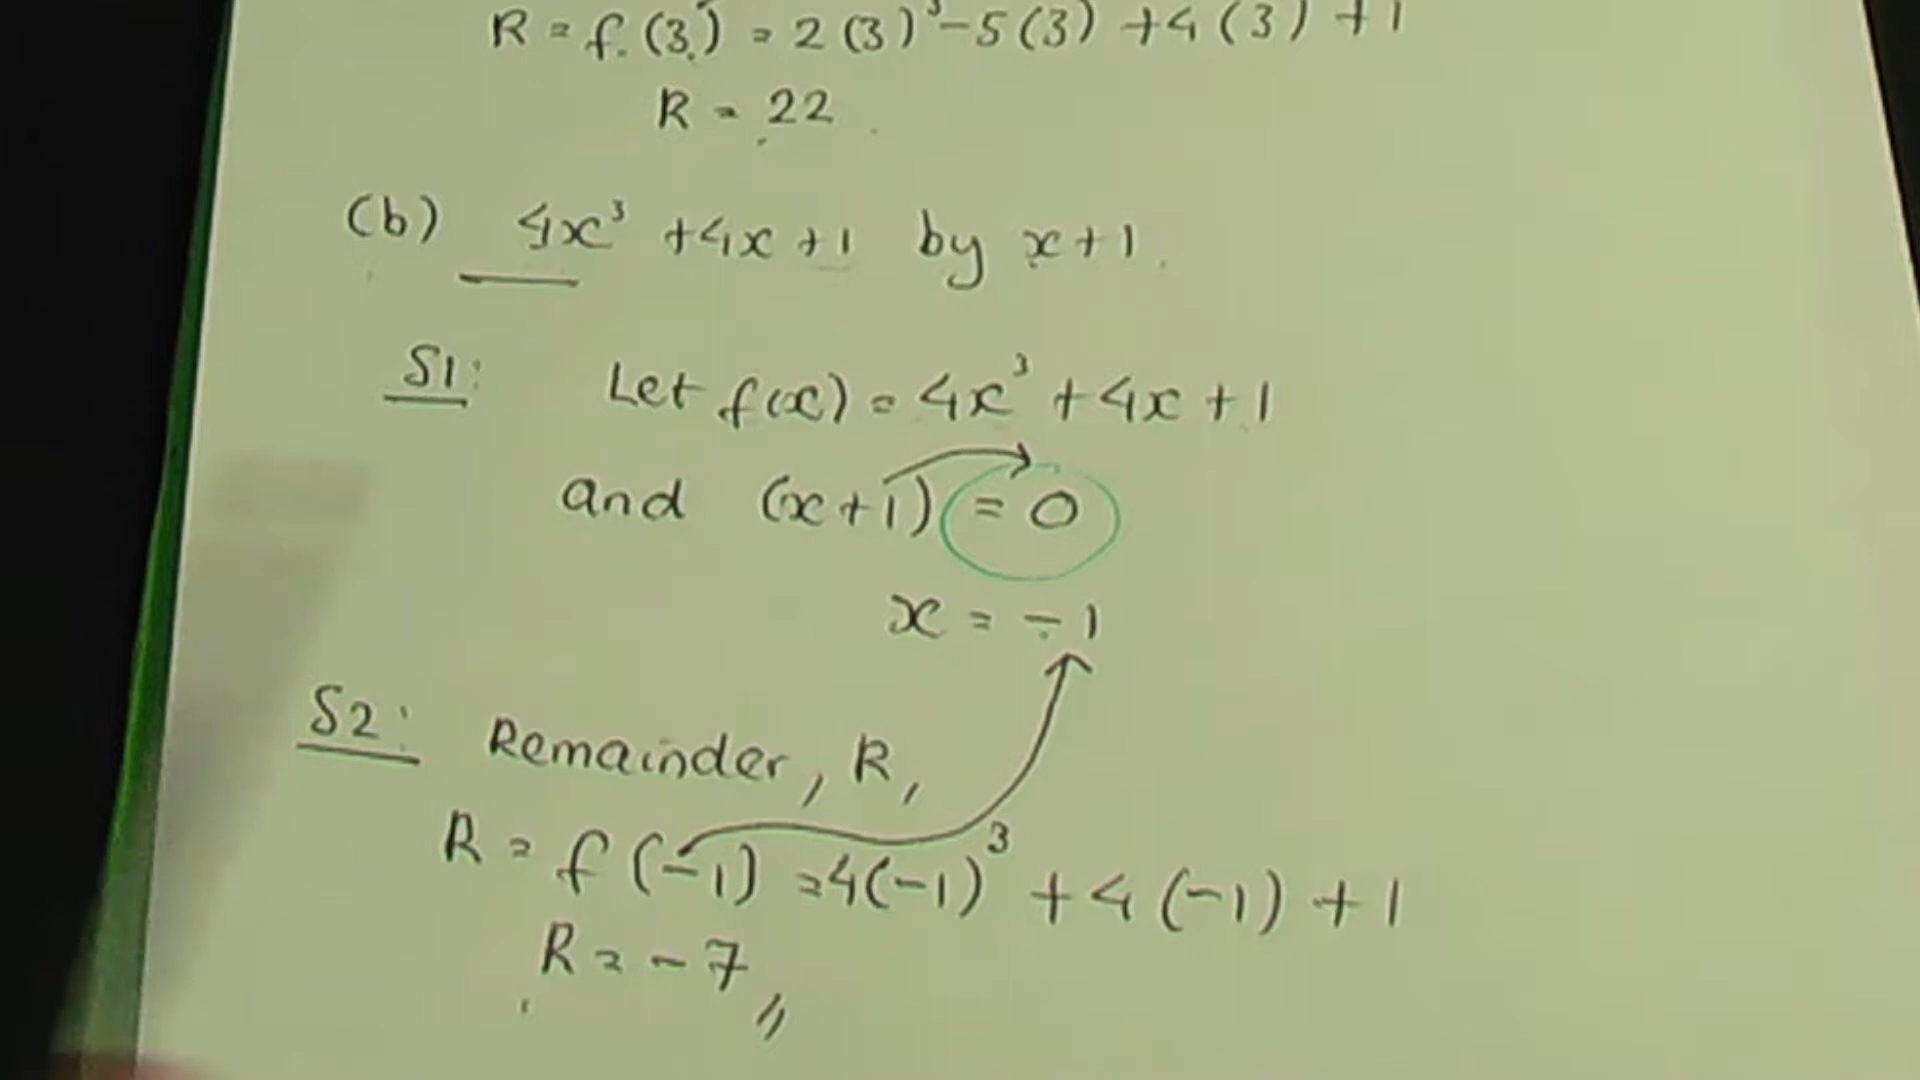 R = f(3) = 2(3)³-5(3)+4(3)+1
R = 22
(b) 4x³ +4x+1 by x+1.
S1: Let f(x) = 4x³ +4x+1
and (x+1) = 0
x = -1
S2: Remainder, R,
R = f(-1) = 4(-1)³ + 4(-1) + 1
R = -7